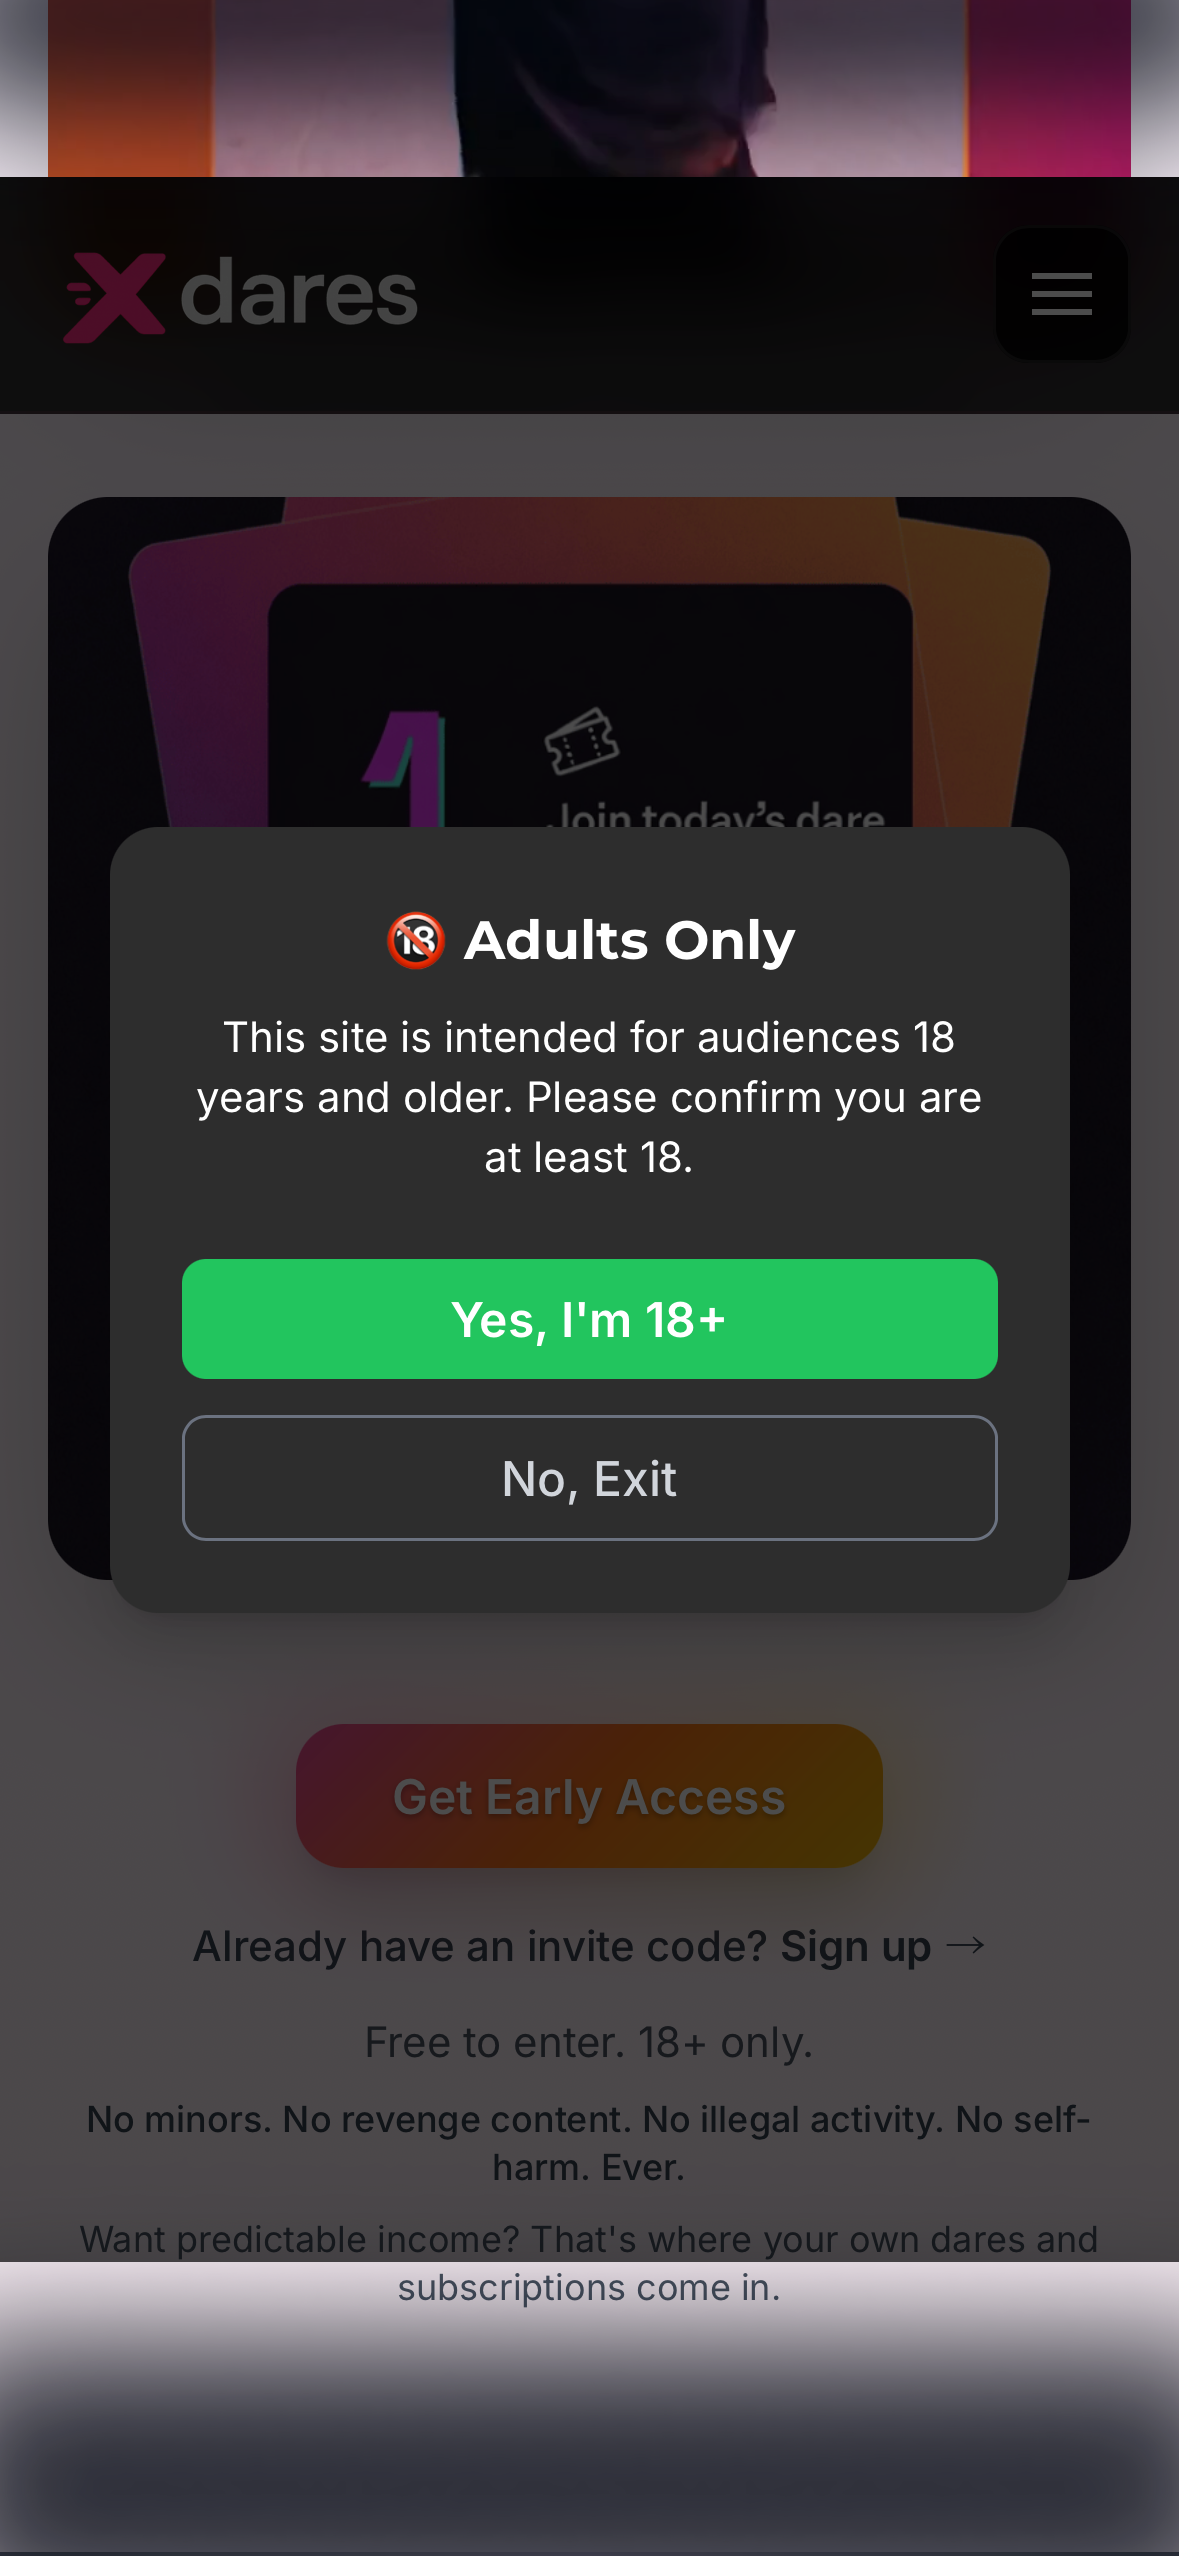 dares
1
Join today’s dare
🔞 Adults Only
This site is intended for audiences 18
years and older. Please confirm you are
at least 18.
Yes, I'm 18+
No, Exit
Get Early Access
Already have an invite code? Sign up →
Free to enter. 18+ only.
No minors. No revenge content. No illegal activity. No self-
harm. Ever.
Want predictable income? That's where your own dares and
subscriptions come in.